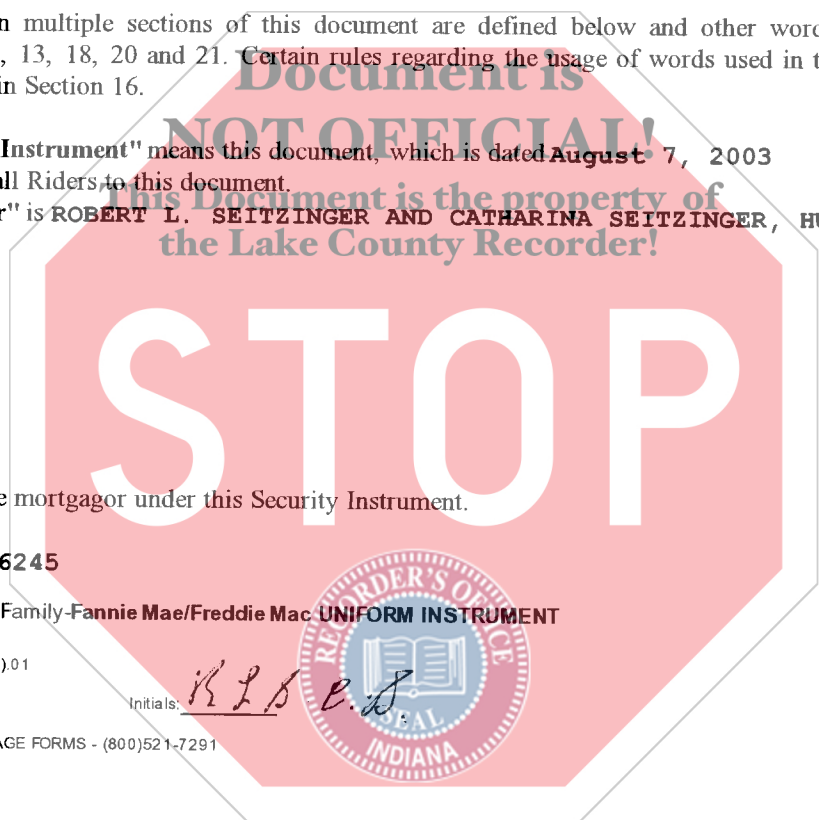 n multiple sections of this document are defined below and other word
, 13, 18, 20 and 21. Certain rules regarding the usage of words used in t
in Section 16.
Document is
NOT OFFICIAL!
Instrument" means this document, which is dated August 7, 2003
all Riders to this document.
This Document is the property of
r" is ROBERT L. SEITZINGER AND CATHARINA SEITZINGER, HU
the Lake County Recorder!
STOP
e mortgagor under this Security Instrument.
6245
Family-Fannie Mae/Freddie Mac UNIFORM INSTRUMENT
).01
Initials: R L S C.S.
AGE FORMS - (800)521-7291
RECORDER'S OFFICE
SEAL
INDIANA